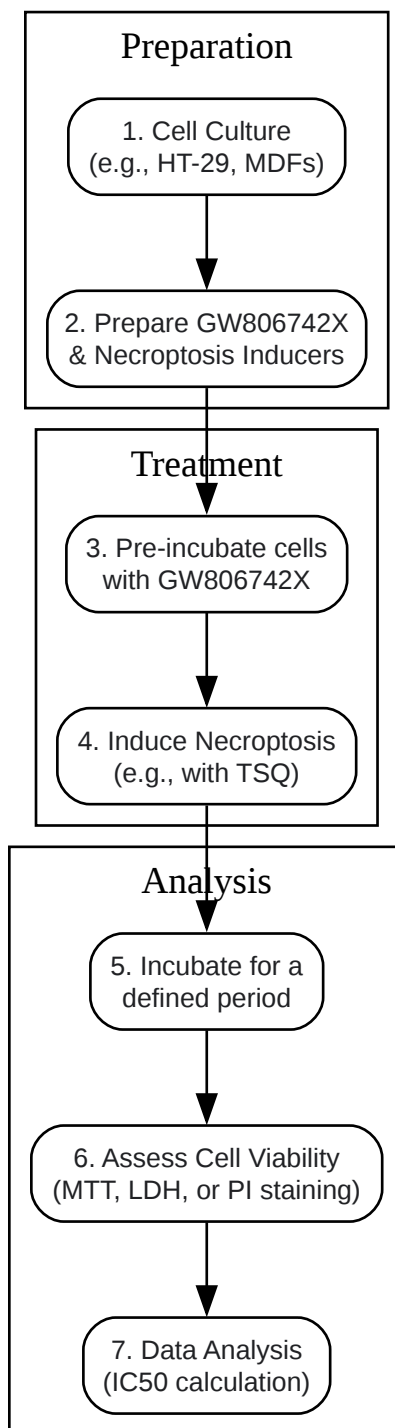 Preparation
1. Cell Culture
(e.g., HT-29, MDFs)
2. Prepare GW806742X
& Necroptosis Inducers
Treatment
3. Pre-incubate cells
with GW806742X
4. Induce Necroptosis
(e.g., with TSQ)
Analysis
5. Incubate for a
defined period
6. Assess Cell Viability
(MTT, LDH, or PI staining)
7. Data Analysis
(IC50 calculation)